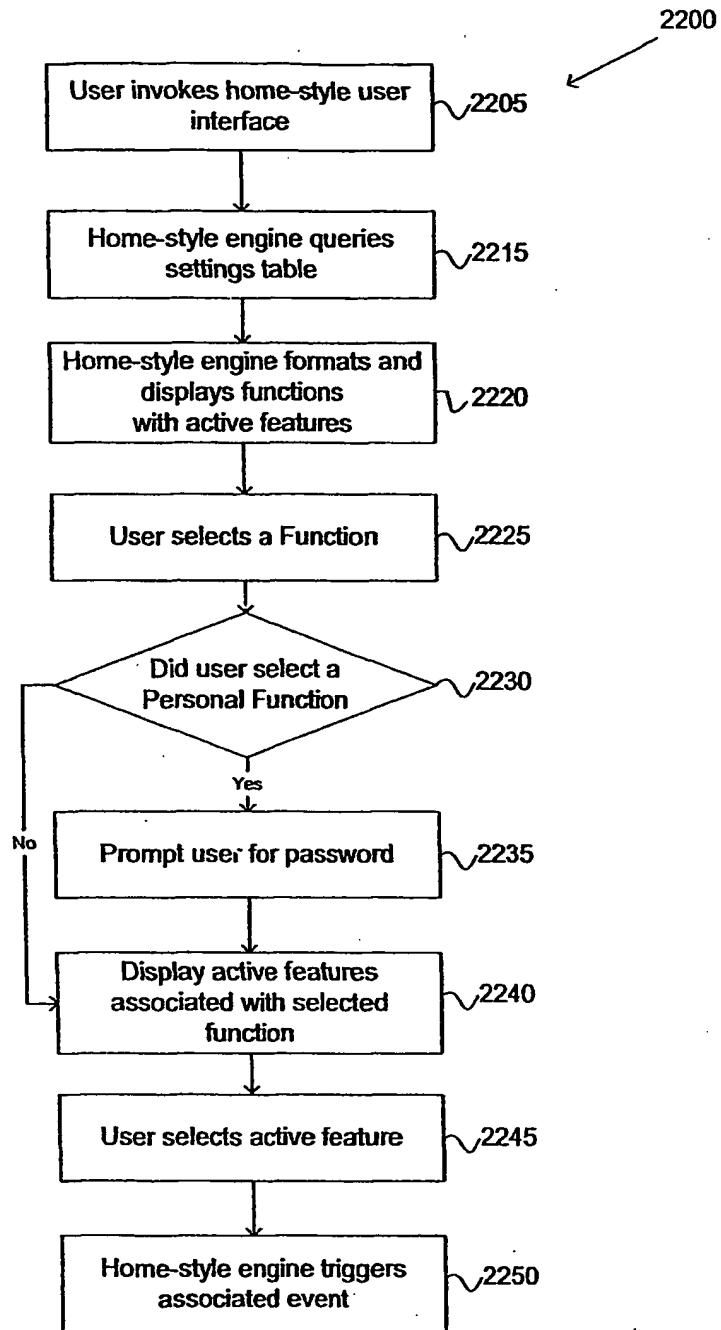 2200
User invokes home-style user
interface
2205
Home-style engine queries
settings table
2215
Home-style engine formats and
displays functions
with active features
2220
User selects a Function
2225
Did user select a
Personal Function
2230
Yes
No
Prompt user for password
2235
Display active features
associated with selected
function
2240
User selects active feature
2245
Home-style engine triggers
associated event
2250